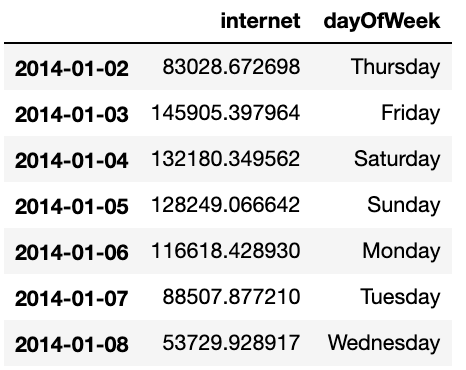 internet dayOfWeek
2014-01-02 83028.672698 Thursday
2014-01-03 145905.397964 Friday
2014-01-04 132180.349562 Saturday
2014-01-05 128249.066642 Sunday
2014-01-06 116618.428930 Monday
2014-01-07 88507.877210 Tuesday
2014-01-08 53729.928917 Wednesday